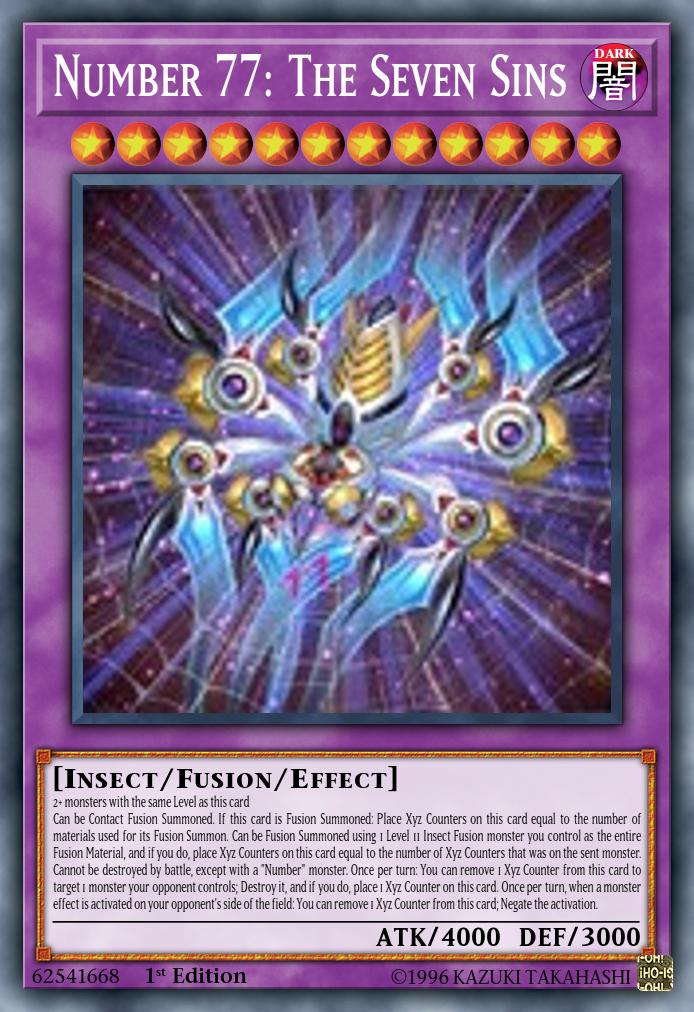 Number 77: The Seven Sins
DARK
闇
77
[Insect/Fusion/Effect]
2+ monsters with the same Level as this card
Can be Contact Fusion Summoned. If this card is Fusion Summoned: Place Xyz Counters on this card equal to the number of
materials used for its Fusion Summon. Can be Fusion Summoned using 1 Level 11 Insect Fusion monster you control as the entire
Fusion Material, and if you do, place Xyz Counters on this card equal to the number of Xyz Counters that was on the sent monster.
Cannot be destroyed by battle, except with a "Number" monster. Once per turn: You can remove 1 Xyz Counter from this card to
target 1 monster your opponent controls; Destroy it, and if you do, place 1 Xyz Counter on this card. Once per turn, when a monster
effect is activated on your opponent's side of the field: You can remove 1 Xyz Counter from this card; Negate the activation.
ATK/4000 DEF/3000
62541668 1st Edition ©1996 KAZUKI TAKAHASHI